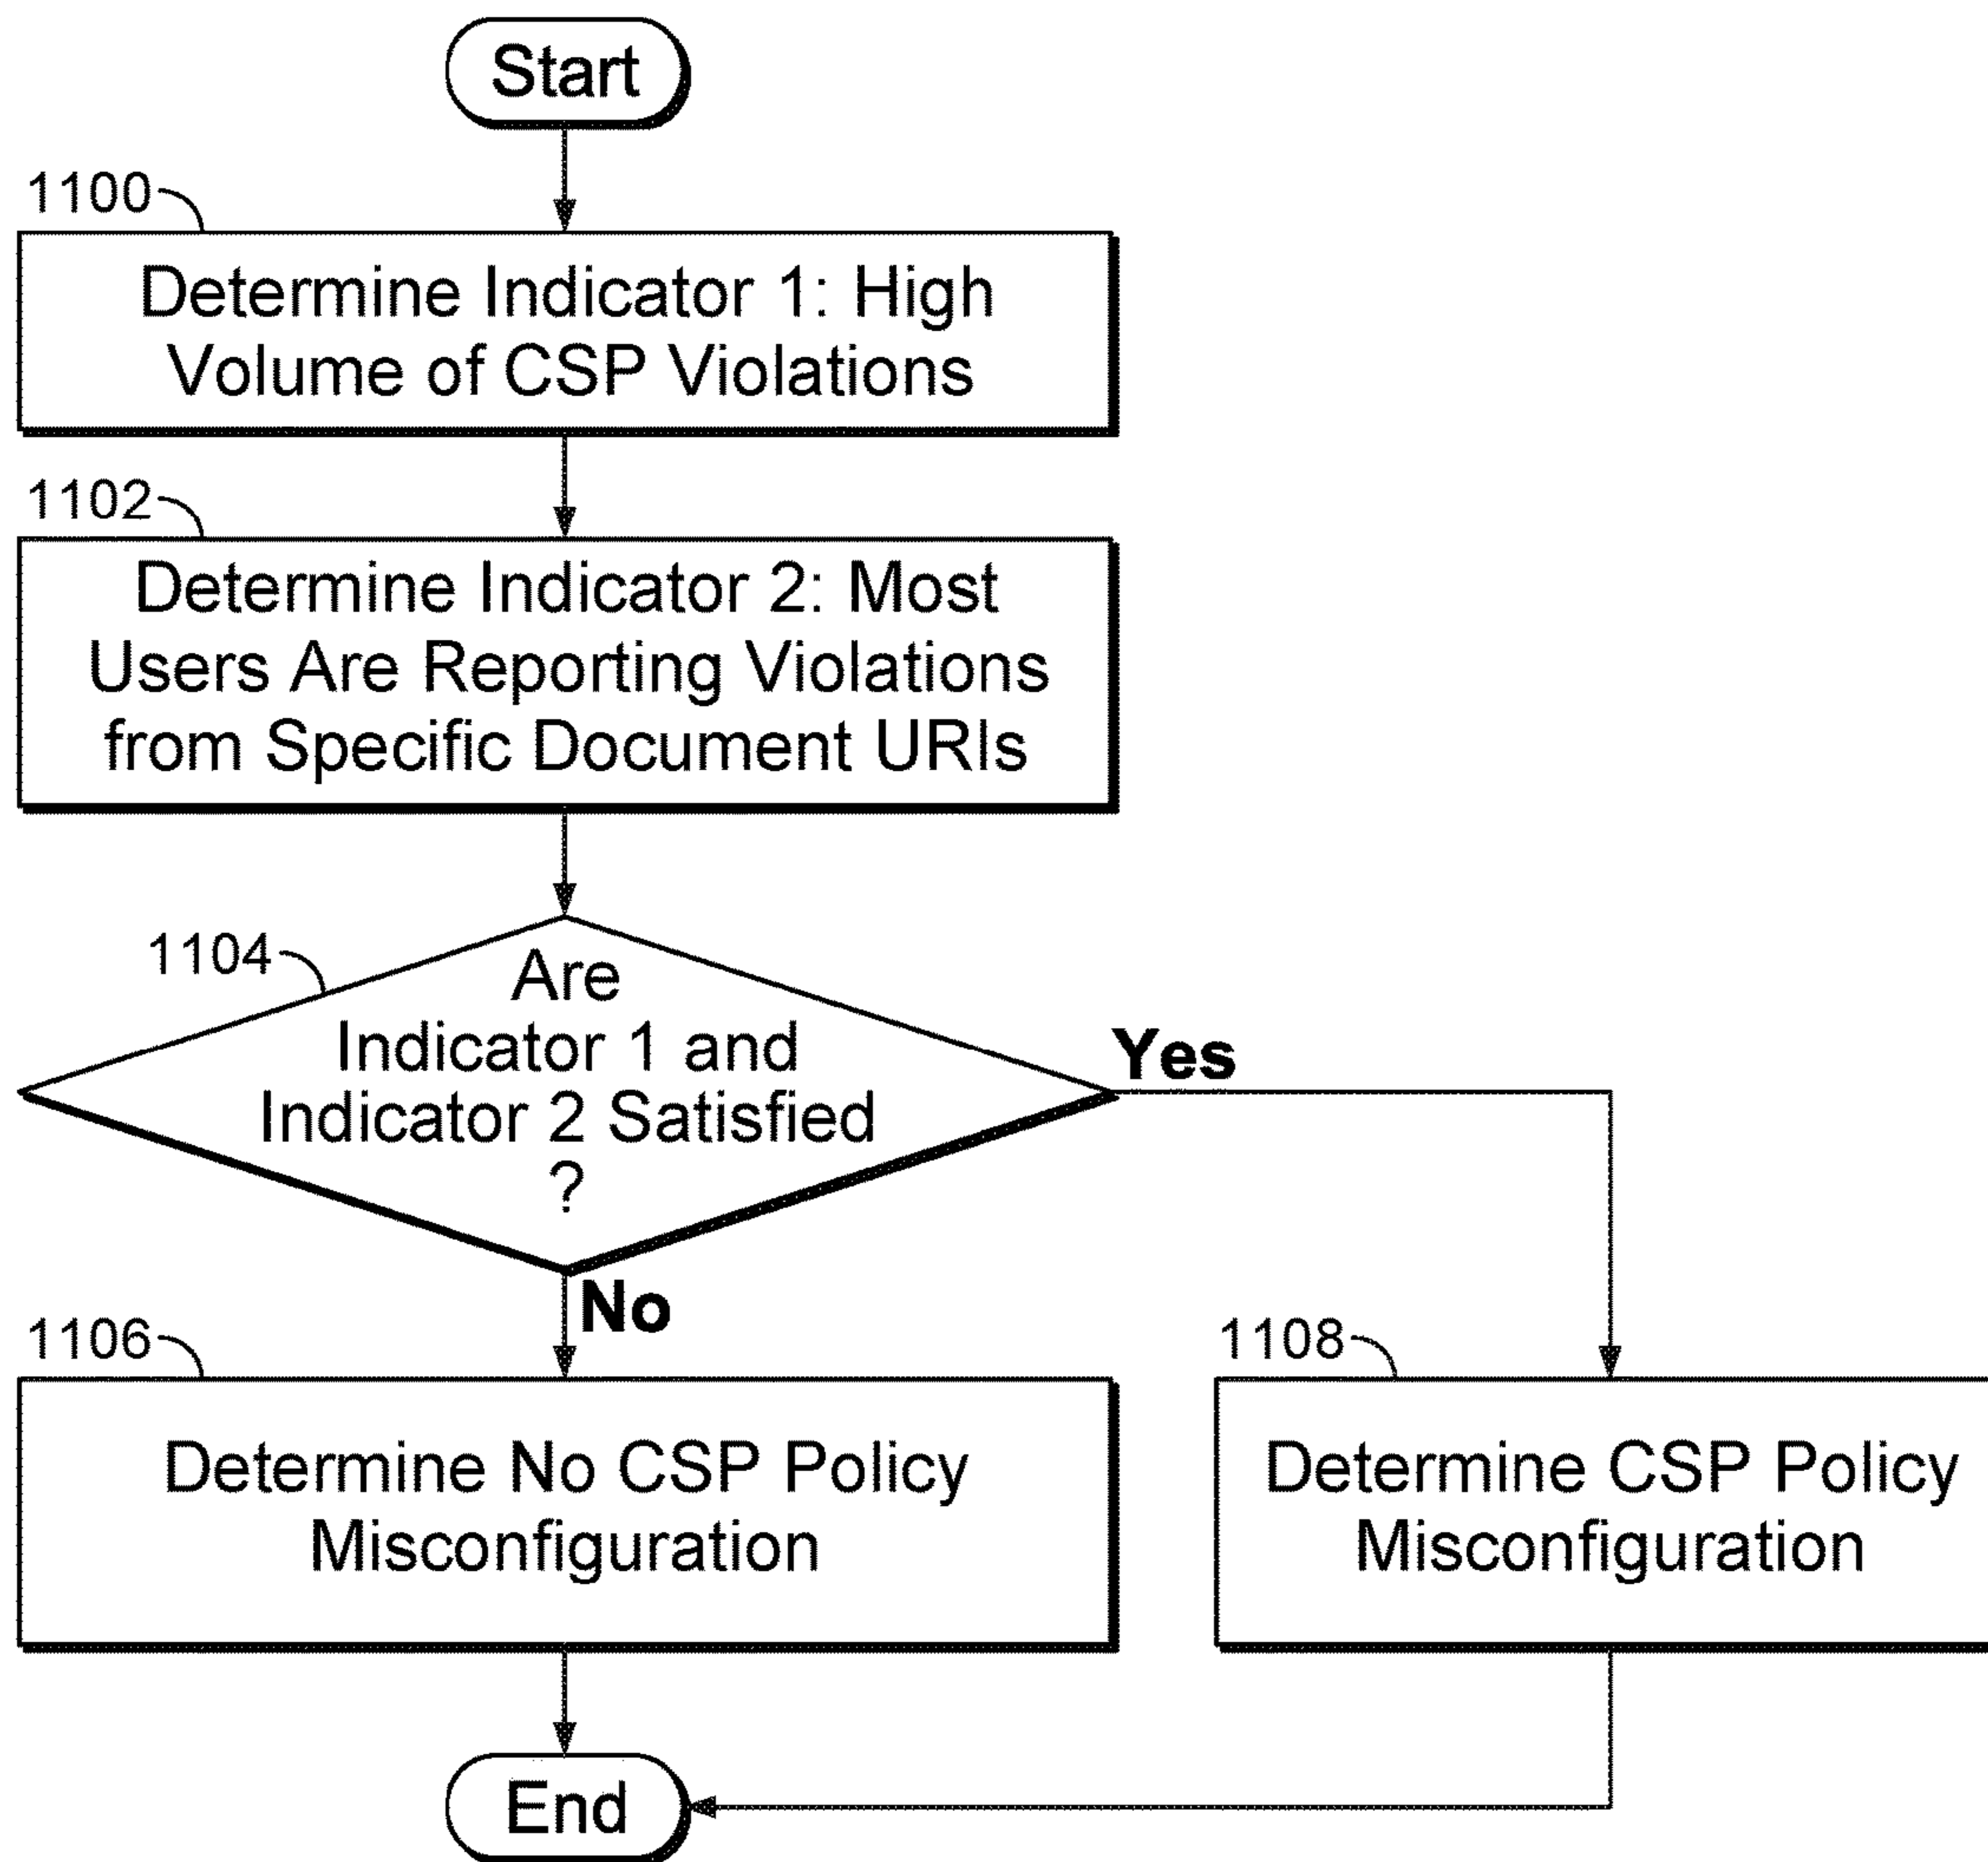 Start
1100
Determine Indicator 1: High
Volume of CSP Violations
1102
Determine Indicator 2: Most
Users Are Reporting Violations
from Specific Document URIs
1104
Are
Indicator 1 and
Indicator 2 Satisfied
?
Yes
No
1106
Determine No CSP Policy
Misconfiguration
1108
Determine CSP Policy
Misconfiguration
End